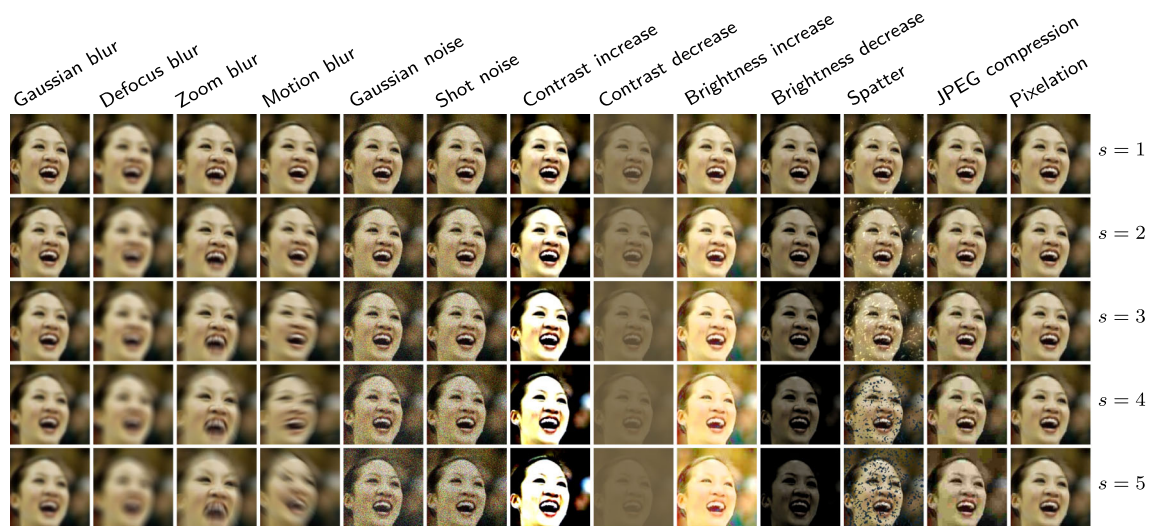 Gaussian blur
Defocus blur
Zoom blur
Motion blur
Gaussian noise
Shot noise
Contrast increase
Contrast decrease
Brightness increase
Brightness decrease
Spatter
JPEG compression
Pixelation
s = 1
s = 2
s = 3
s = 4
s = 5